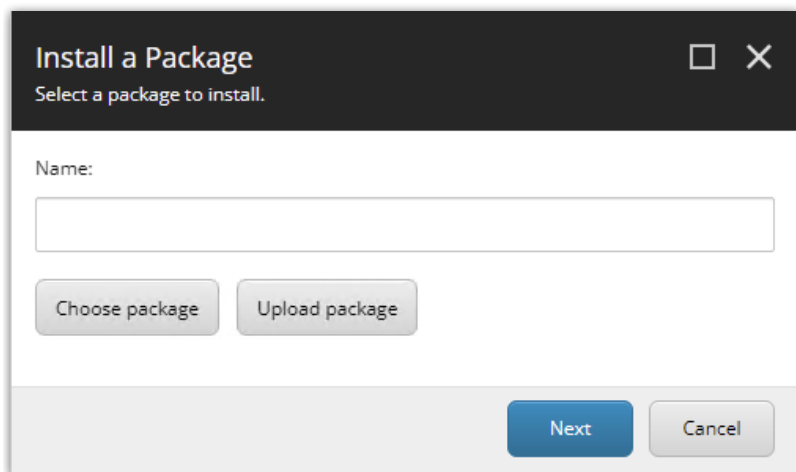 Install a Package
Select a package to install.
Name:
Choose package Upload package
Next Cancel